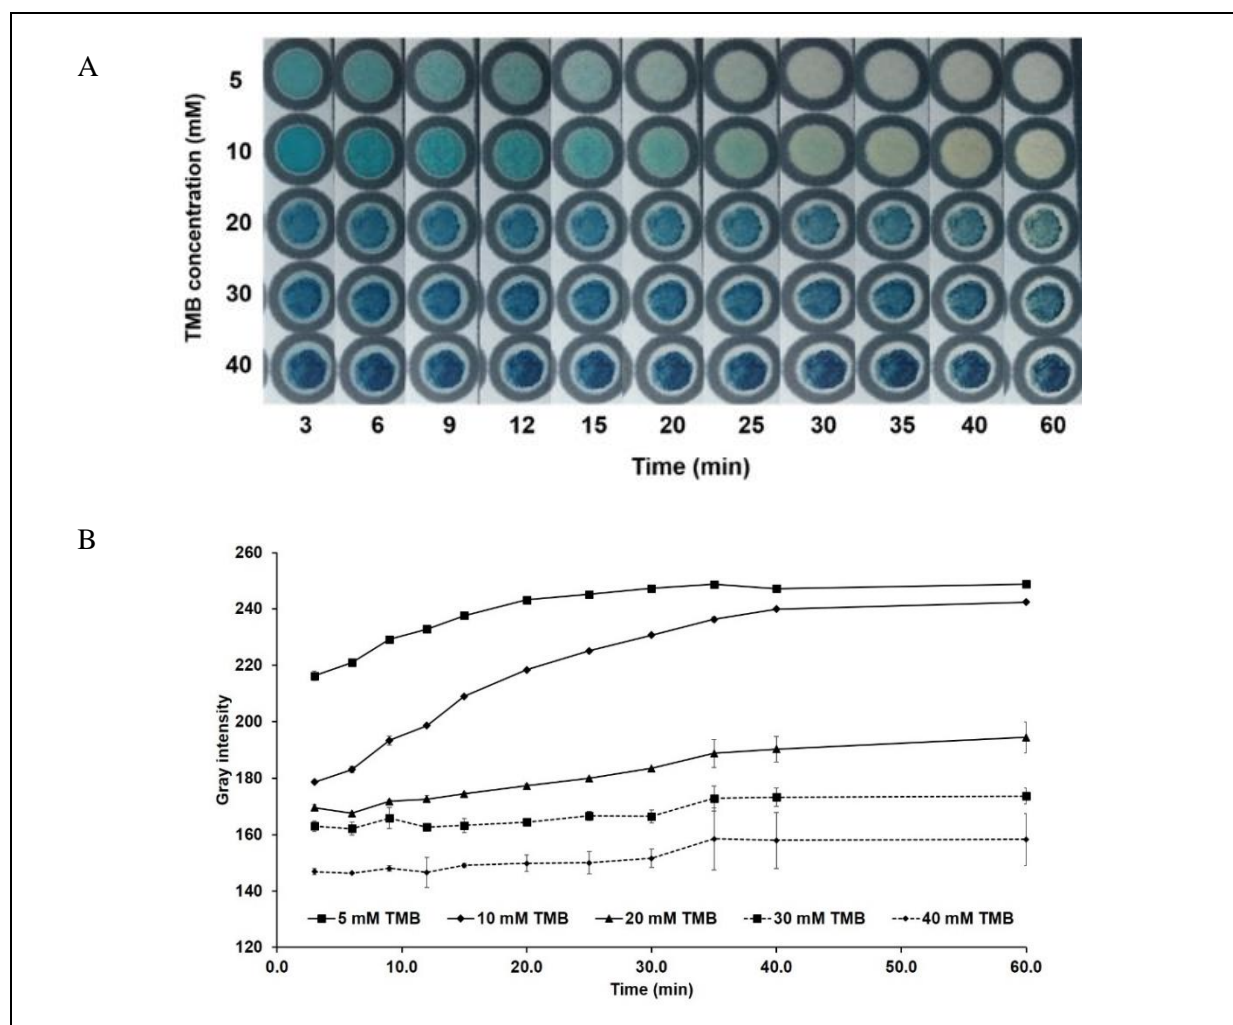 A
TMB concentration (mM)
5
10
20
30
40
3 6 9 12 15 20 25 30 35 40 60
Time (min)
B
Gray intensity
260
240
220
200
180
160
140
120
5 mM TMB 10 mM TMB 20 mM TMB 30 mM TMB 40 mM TMB
0.0 10.0 20.0 30.0 40.0 50.0 60.0
Time (min)